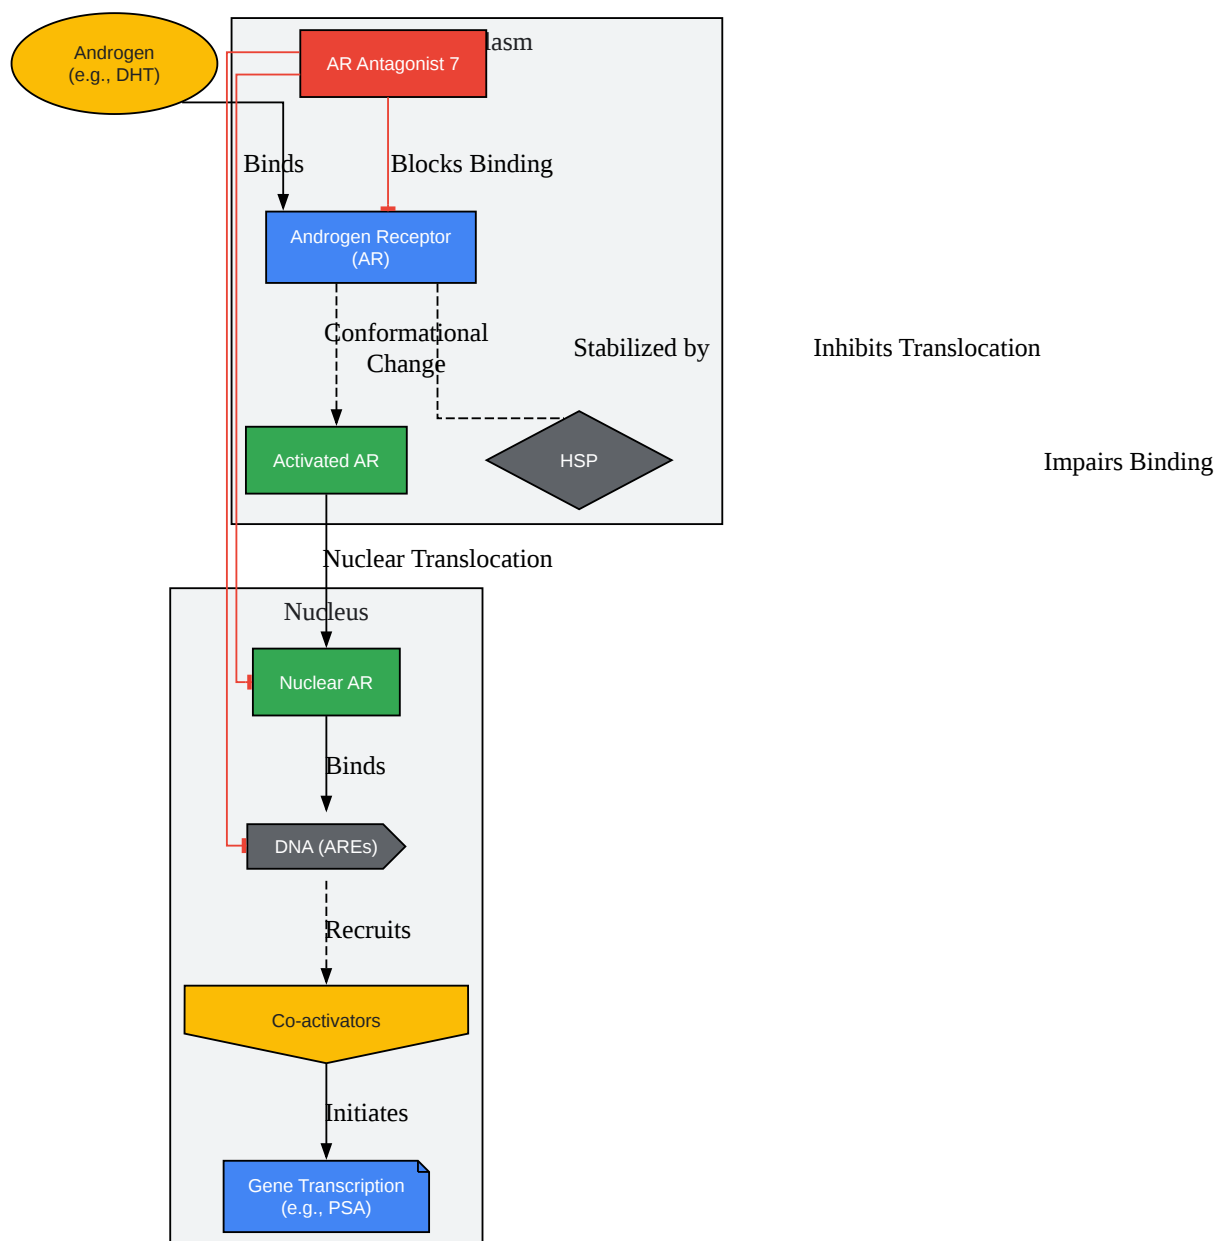 Androgen
(e.g., DHT)
AR Antagonist 7
Binds
Blocks Binding
Androgen Receptor
(AR)
Conformational
Change
Stabilized by
Inhibits Translocation
Activated AR
HSP
Impairs Binding
Nuclear Translocation
Nucleus
Nuclear AR
Binds
DNA (AREs)
Recruits
Co-activators
Initiates
Gene Transcription
(e.g., PSA)